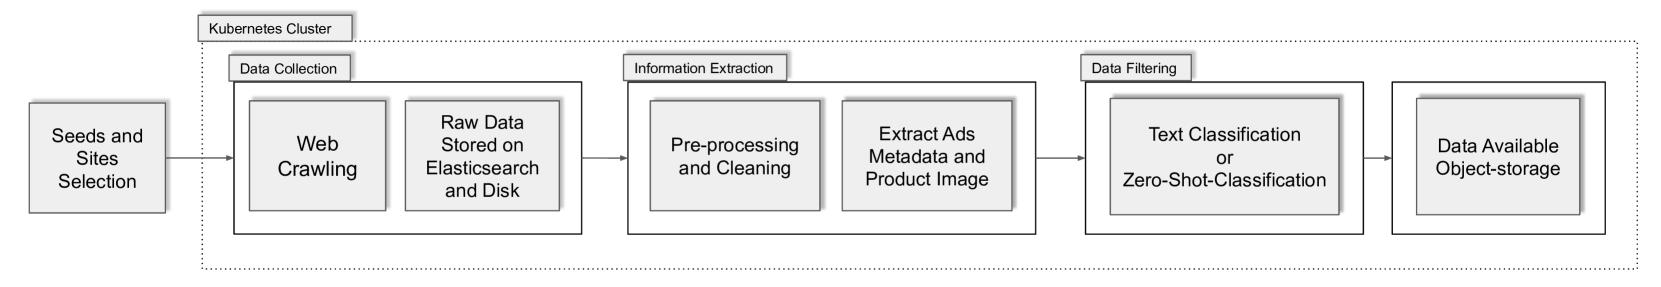 Kubernetes Cluster
Seeds and
Sites
Selection
Data Collection
Web
Crawling
Raw Data
Stored on
Elasticsearch
and Disk
Information Extraction
Pre-processing
and Cleaning
Extract Ads
Metadata and
Product Image
Data Filtering
Text Classification
or
Zero-Shot-Classification
Data Available
Object-storage